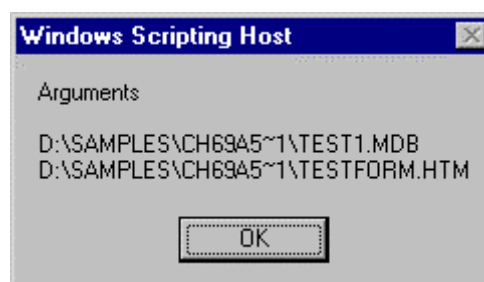 Windows Scripting Host
Arguments
D:\SAMPLES\CH69A5~1\TEST1.MDB
D:\SAMPLES\CH69A5~1\TESTFORM.HTM
OK